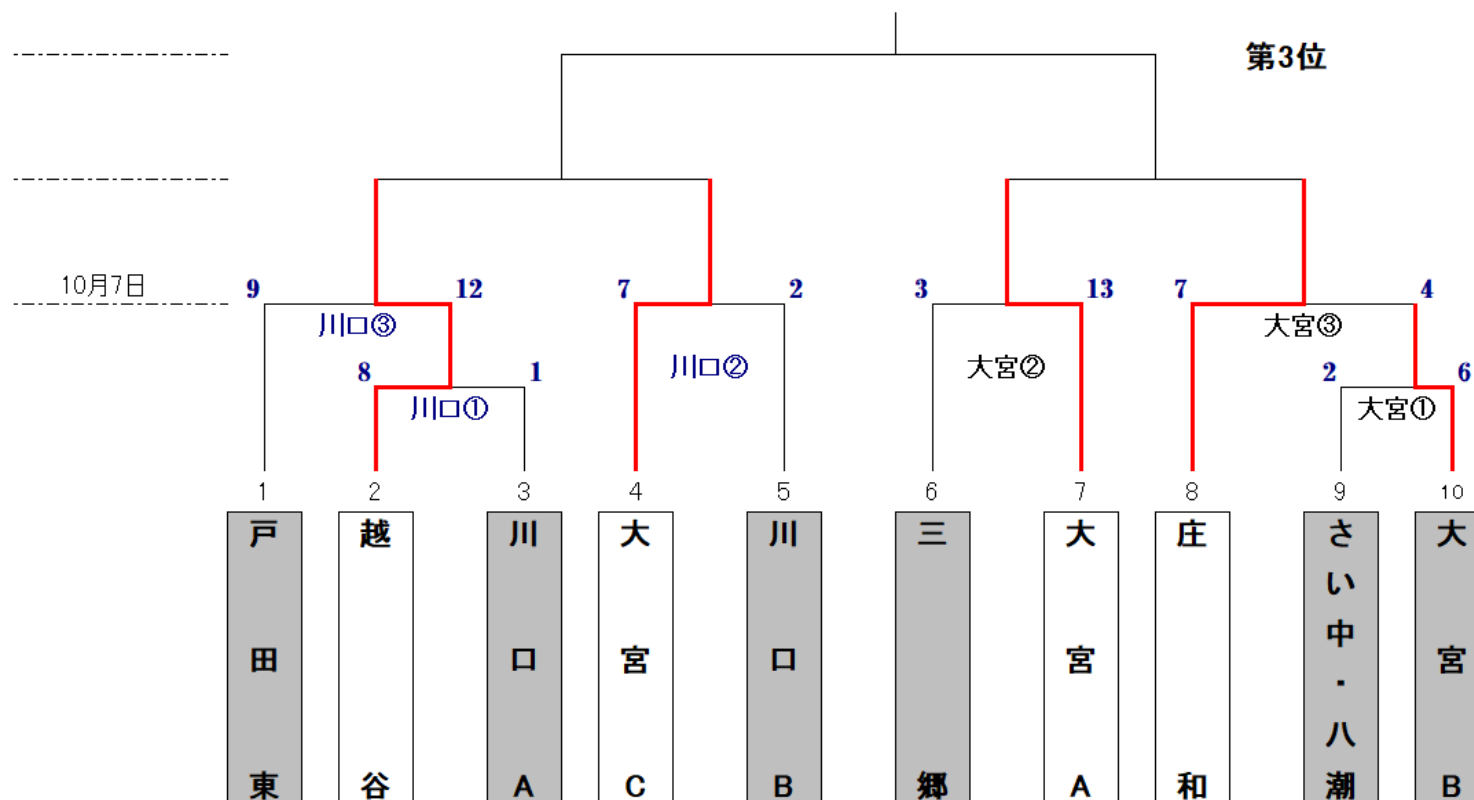 第3位
10月7日
9 12 7 2 3 13 7 4
川口③ 大宮③
川口② 大宮②
8 1 2 6
川口① 大宮①
1 2 3 4 5 6 7 8 9 10
戸田東
越谷
川口A
大宮C
川口B
三郷
大宮A
庄和
さい中・八潮
大宮B